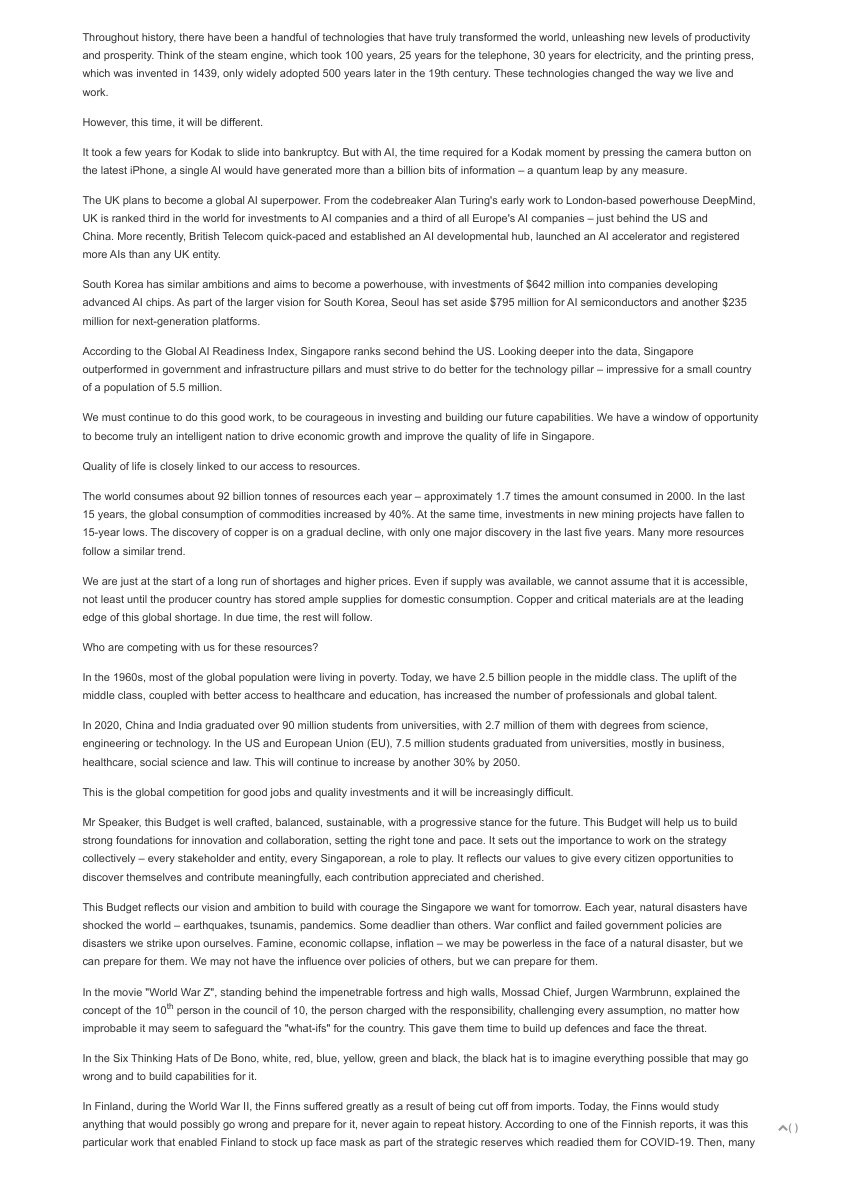 Throughout history, there have been a handful of technologies that have truly transformed the world, unleashing new levels of productivity
and prosperity. Think of the steam engine, which took 100 years, 25 years for the telephone, 30 years for electricity, and the printing press,
which was invented in 1439, only widely adopted 500 years later in the 19th century. These technologies changed the way we live and
work.
However, this time, it will be different.
It took a few years for Kodak to slide into bankruptcy. But with AI, the time required for a Kodak moment by pressing the camera button on
the latest iPhone, a single AI would have generated more than a billion bits of information – a quantum leap by any measure.
The UK plans to become a global AI superpower. From the codebreaker Alan Turing's early work to London-based powerhouse DeepMind,
UK is ranked third in the world for investments to AI companies and a third of all Europe's AI companies – just behind the US and
China. More recently, British Telecom quick-paced and established an AI developmental hub, launched an AI accelerator and registered
more AIs than any UK entity.
South Korea has similar ambitions and aims to become a powerhouse, with investments of $642 million into companies developing
advanced AI chips. As part of the larger vision for South Korea, Seoul has set aside $795 million for AI semiconductors and another $235
million for next-generation platforms.
According to the Global AI Readiness Index, Singapore ranks second behind the US. Looking deeper into the data, Singapore
outperformed in government and infrastructure pillars and must strive to do better for the technology pillar – impressive for a small country
of a population of 5.5 million.
We must continue to do this good work, to be courageous in investing and building our future capabilities. We have a window of opportunity
to become truly an intelligent nation to drive economic growth and improve the quality of life in Singapore.
Quality of life is closely linked to our access to resources.
The world consumes about 92 billion tonnes of resources each year – approximately 1.7 times the amount consumed in 2000. In the last
15 years, the global consumption of commodities increased by 40%. At the same time, investments in new mining projects have fallen to
15-year lows. The discovery of copper is on a gradual decline, with only one major discovery in the last five years. Many more resources
follow a similar trend.
We are just at the start of a long run of shortages and higher prices. Even if supply was available, we cannot assume that it is accessible,
not least until the producer country has stored ample supplies for domestic consumption. Copper and critical materials are at the leading
edge of this global shortage. In due time, the rest will follow.
Who are competing with us for these resources?
In the 1960s, most of the global population were living in poverty. Today, we have 2.5 billion people in the middle class. The uplift of the
middle class, coupled with better access to healthcare and education, has increased the number of professionals and global talent.
In 2020, China and India graduated over 90 million students from universities, with 2.7 million of them with degrees from science,
engineering or technology. In the US and European Union (EU), 7.5 million students graduated from universities, mostly in business,
healthcare, social science and law. This will continue to increase by another 30% by 2050.
This is the global competition for good jobs and quality investments and it will be increasingly difficult.
Mr Speaker, this Budget is well crafted, balanced, sustainable, with a progressive stance for the future. This Budget will help us to build
strong foundations for innovation and collaboration, setting the right tone and pace. It sets out the importance to work on the strategy
collectively – every stakeholder and entity, every Singaporean, a role to play. It reflects our values to give every citizen opportunities to
discover themselves and contribute meaningfully, each contribution appreciated and cherished.
This Budget reflects our vision and ambition to build with courage the Singapore we want for tomorrow. Each year, natural disasters have
shocked the world – earthquakes, tsunamis, pandemics. Some deadlier than others. War conflict and failed government policies are
disasters we strike upon ourselves. Famine, economic collapse, inflation – we may be powerless in the face of a natural disaster, but we
can prepare for them. We may not have the influence over policies of others, but we can prepare for them.
In the movie "World War Z", standing behind the impenetrable fortress and high walls, Mossad Chief, Jurgen Warmbrunn, explained the
concept of the 10th person in the council of 10, the person charged with the responsibility, challenging every assumption, no matter how
improbable it may seem to safeguard the "what-ifs" for the country. This gave them time to build up defences and face the threat.
In the Six Thinking Hats of De Bono, white, red, blue, yellow, green and black, the black hat is to imagine everything possible that may go
wrong and to build capabilities for it.
In Finland, during the World War II, the Finns suffered greatly as a result of being cut off from imports. Today, the Finns would study
anything that would possibly go wrong and prepare for it, never again to repeat history. According to one of the Finnish reports, it was this
particular work that enabled Finland to stock up face mask as part of the strategic reserves which readied them for COVID-19. Then, many
()